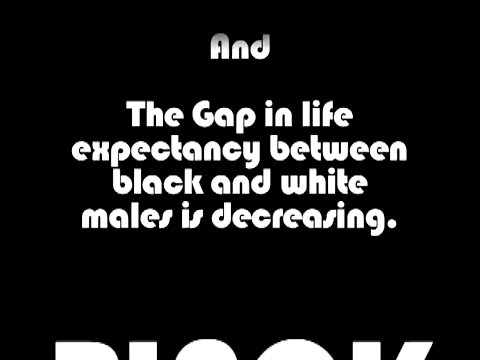 And
The Gap in life
expectancy between
black and white
males is decreasing.